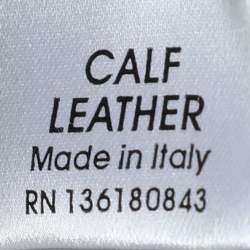 CALF
LEATHER
Made in Italy
RN 136180843